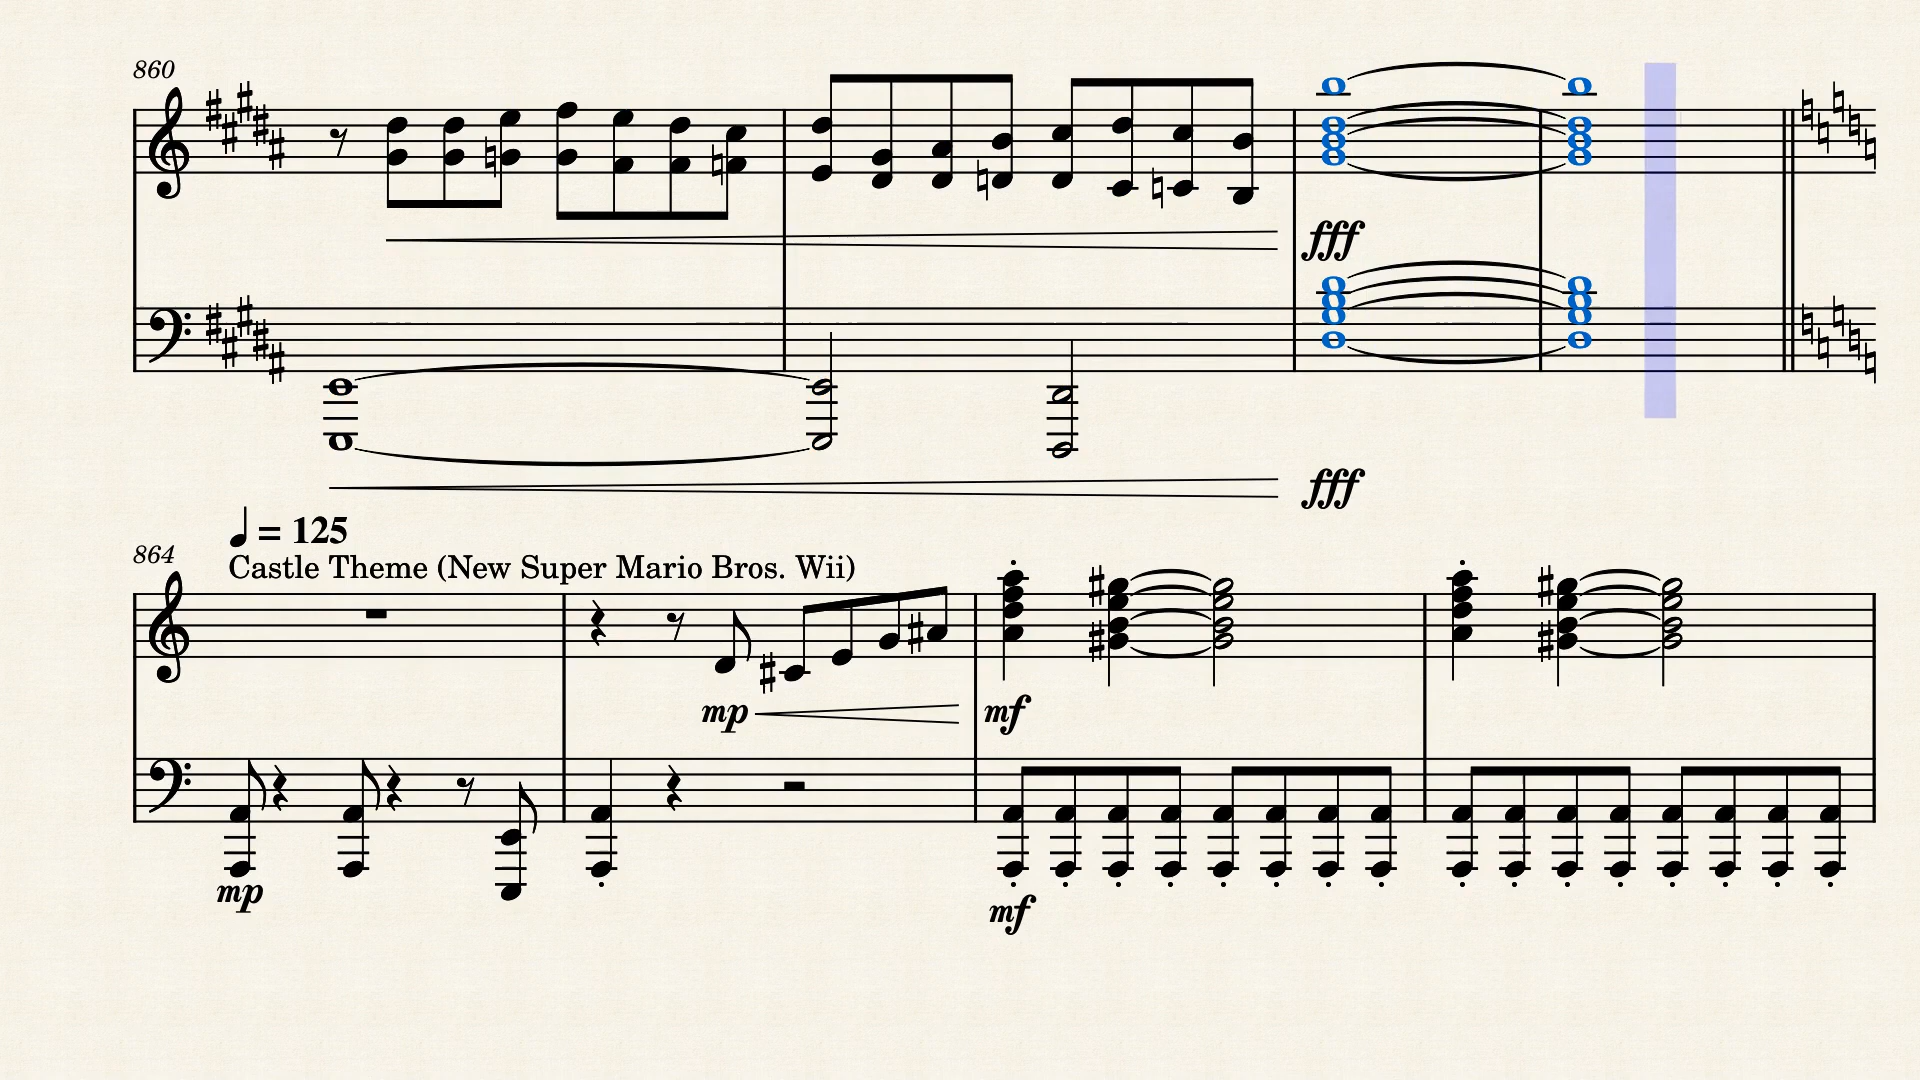 860
fff
fff
♩ = 125
864
Castle Theme (New Super Mario Bros. Wii)
mp
mf
mp
mf